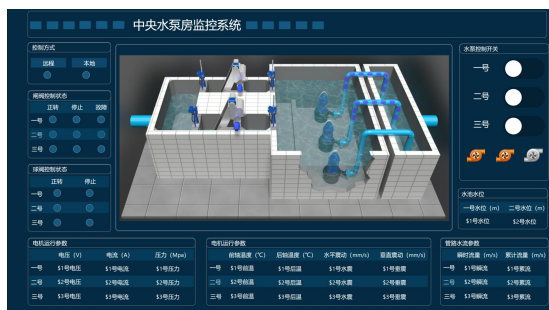 中央水泵房监控系统
控制方式
远程 本地
闸阀控制状态
正转 停止 故障
一号
二号
三号
球阀控制状态
正转 停止
一号
二号
三号
水泵控制开关
一号
二号
三号
水池水位
一号水位（m） 二号水位（m）
$1号水位 $2号水位
电机运行参数
电压（V） 电流（A） 压力（Mpa）
一号 $1号电压 $1号电流 $1号压力
二号 $2号电压 $2号电流 $2号压力
三号 $3号电压 $3号电流 $3号压力
电机运行参数
前轴温度（℃） 后轴温度（℃） 水平震动（mm/s） 垂直震动（mm/s）
一号 $1号前温 $1号后温 $1号水震 $1号垂震
二号 $2号前温 $2号后温 $2号水震 $2号垂震
三号 $3号前温 $3号后温 $3号水震 $3号垂震
管路水流参数
瞬时流量（m/s） 累计流量（m/s）
一号 $1号瞬流 $1号累流
二号 $2号瞬流 $2号累流
三号 $3号瞬流 $3号累流